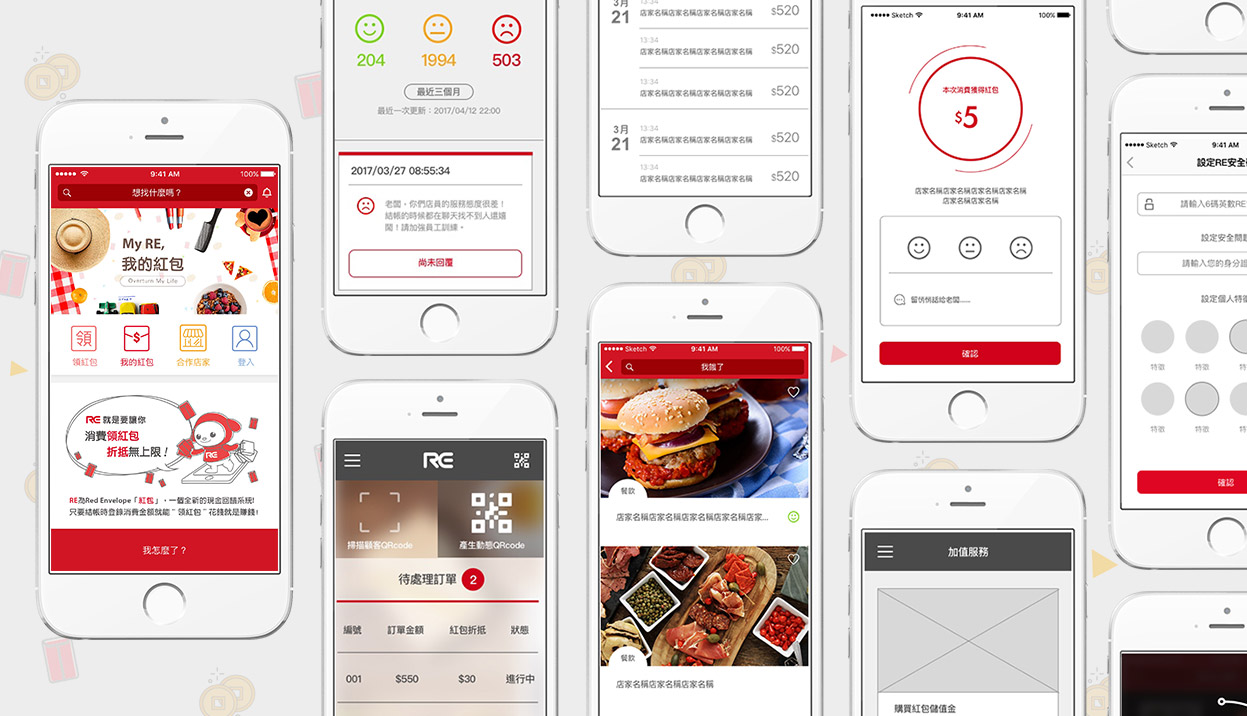 9:41 AM
100%
想找什麼嗎？
My RE,
我的紅包
Overturn Me Life
領
領紅包
我的紅包
合作店家
登入
RE 就是要讓你
消費領紅包
折抵無上限！
RE
RE為Red Envelope「紅包」，一個全新的現金回饋系統!
只要結帳時登錄消費金額就能＂領紅包＂花錢就是賺錢!
我怎麼了？
204
1994
503
最近三個月
最近一次更新：2017/04/12 22:00
2017/03/27 08:55:34
老闆，你們店員的服務態度很差！
結帳的時候都在聊天找不到人還嬉
鬧！請加強員工訓練。
尚未回覆
RE
掃描顧客QRcode
產生動態QRcode
待處理訂單 2
編號 訂單金額 紅包折抵 狀態
001 $550 $30 進行中
3月
21
店家名稱店家名稱店家名稱店家名稱 $520
13:34
店家名稱店家名稱店家名稱店家名稱 $520
13:34
店家名稱店家名稱店家名稱店家名稱 $520
3月
21
13:34
店家名稱店家名稱店家名稱店家名稱 $520
13:34
店家名稱店家名稱店家名稱店家名稱 $520
Sketch 9:41 AM 100%
我餓了
餐飲
店家名稱店家名稱店家名稱店家名稱店家...
餐飲
店家名稱店家名稱店家名稱
Sketch 9:41 AM 100%
本次消費獲得紅包
$5
店家名稱店家名稱店家名稱店家名稱
店家名稱店家名稱
留悄悄話給老闆......
確認
加值服務
購買紅包儲值金
Sketch 9:41 AM
設定RE安全
請輸入6碼英數RE
設定安全問題
請輸入您的身分證
設定個人特徵
特徵
特徵
特徵
特徵
確認